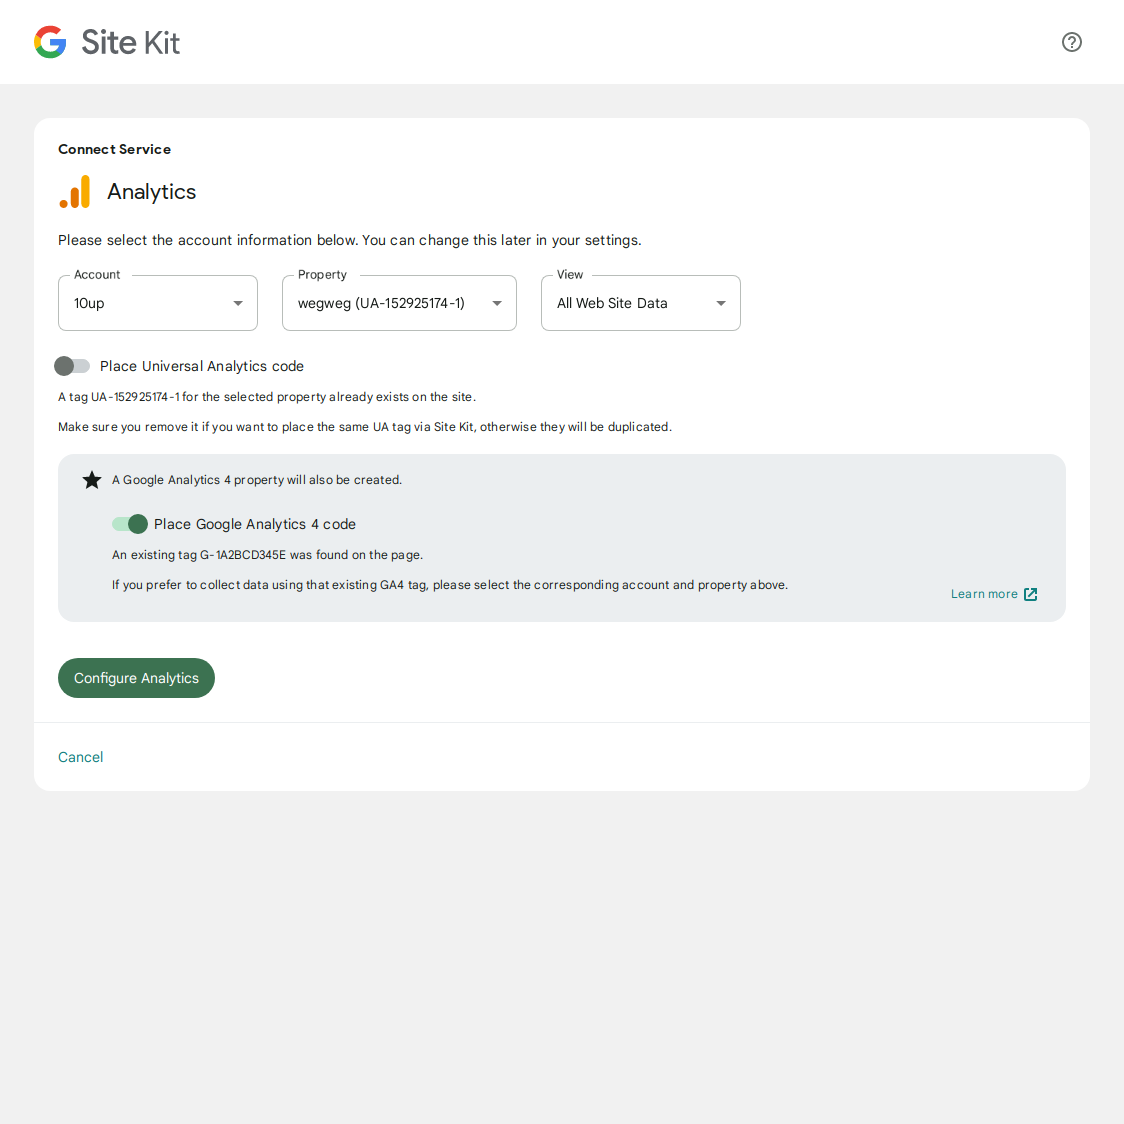 Site Kit
Connect Service
Analytics
Please select the account information below. You can change this later in your settings.
Account
10up
Property
wegweg (UA-152925174-1)
View
All Web Site Data
Place Universal Analytics code
A tag UA-152925174-1 for the selected property already exists on the site.
Make sure you remove it if you want to place the same UA tag via Site Kit, otherwise they will be duplicated.
A Google Analytics 4 property will also be created.
Place Google Analytics 4 code
An existing tag G-1A2BCD345E was found on the page.
If you prefer to collect data using that existing GA4 tag, please select the corresponding account and property above.
Learn more
Configure Analytics
Cancel